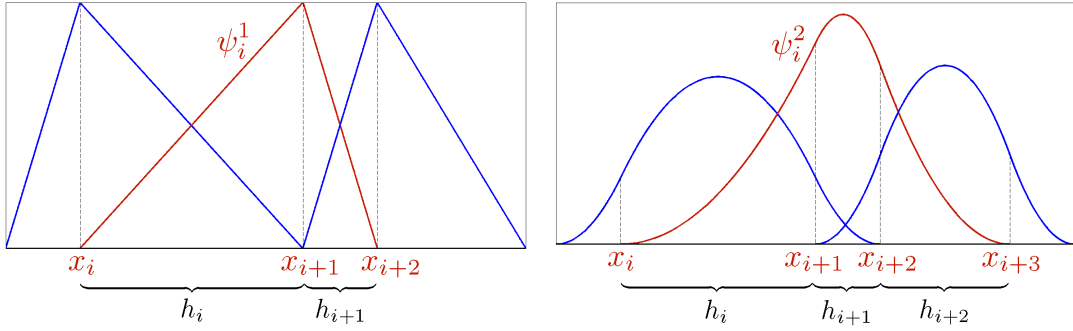 ψ_i^1
x_i x_{i+1} x_{i+2}
h_i h_{i+1}
ψ_i^2
x_i x_{i+1} x_{i+2} x_{i+3}
h_i h_{i+1} h_{i+2}